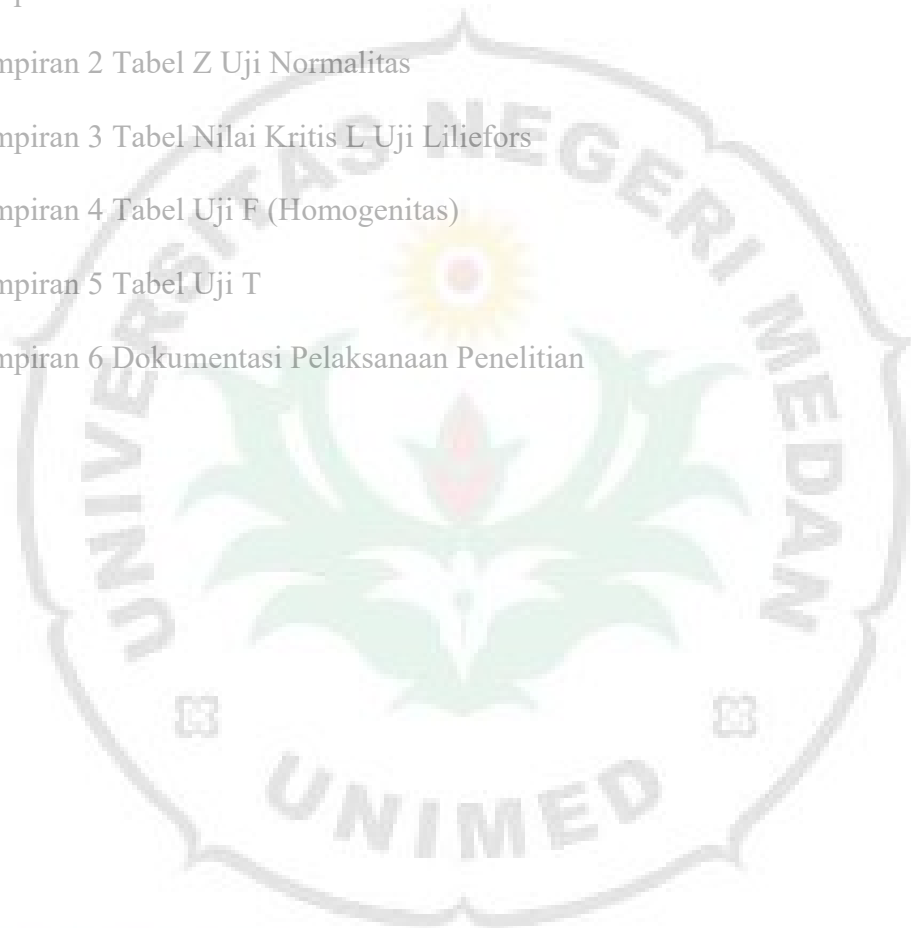 mpiran 2 Tabel Z Uji Normalitas
mpiran 3 Tabel Nilai Kritis L Uji Liliefors
mpiran 4 Tabel Uji F (Homogenitas)
mpiran 5 Tabel Uji T
mpiran 6 Dokumentasi Pelaksanaan Penelitian
UNIVERSITAS NEGERI MEDAN
UNIMED